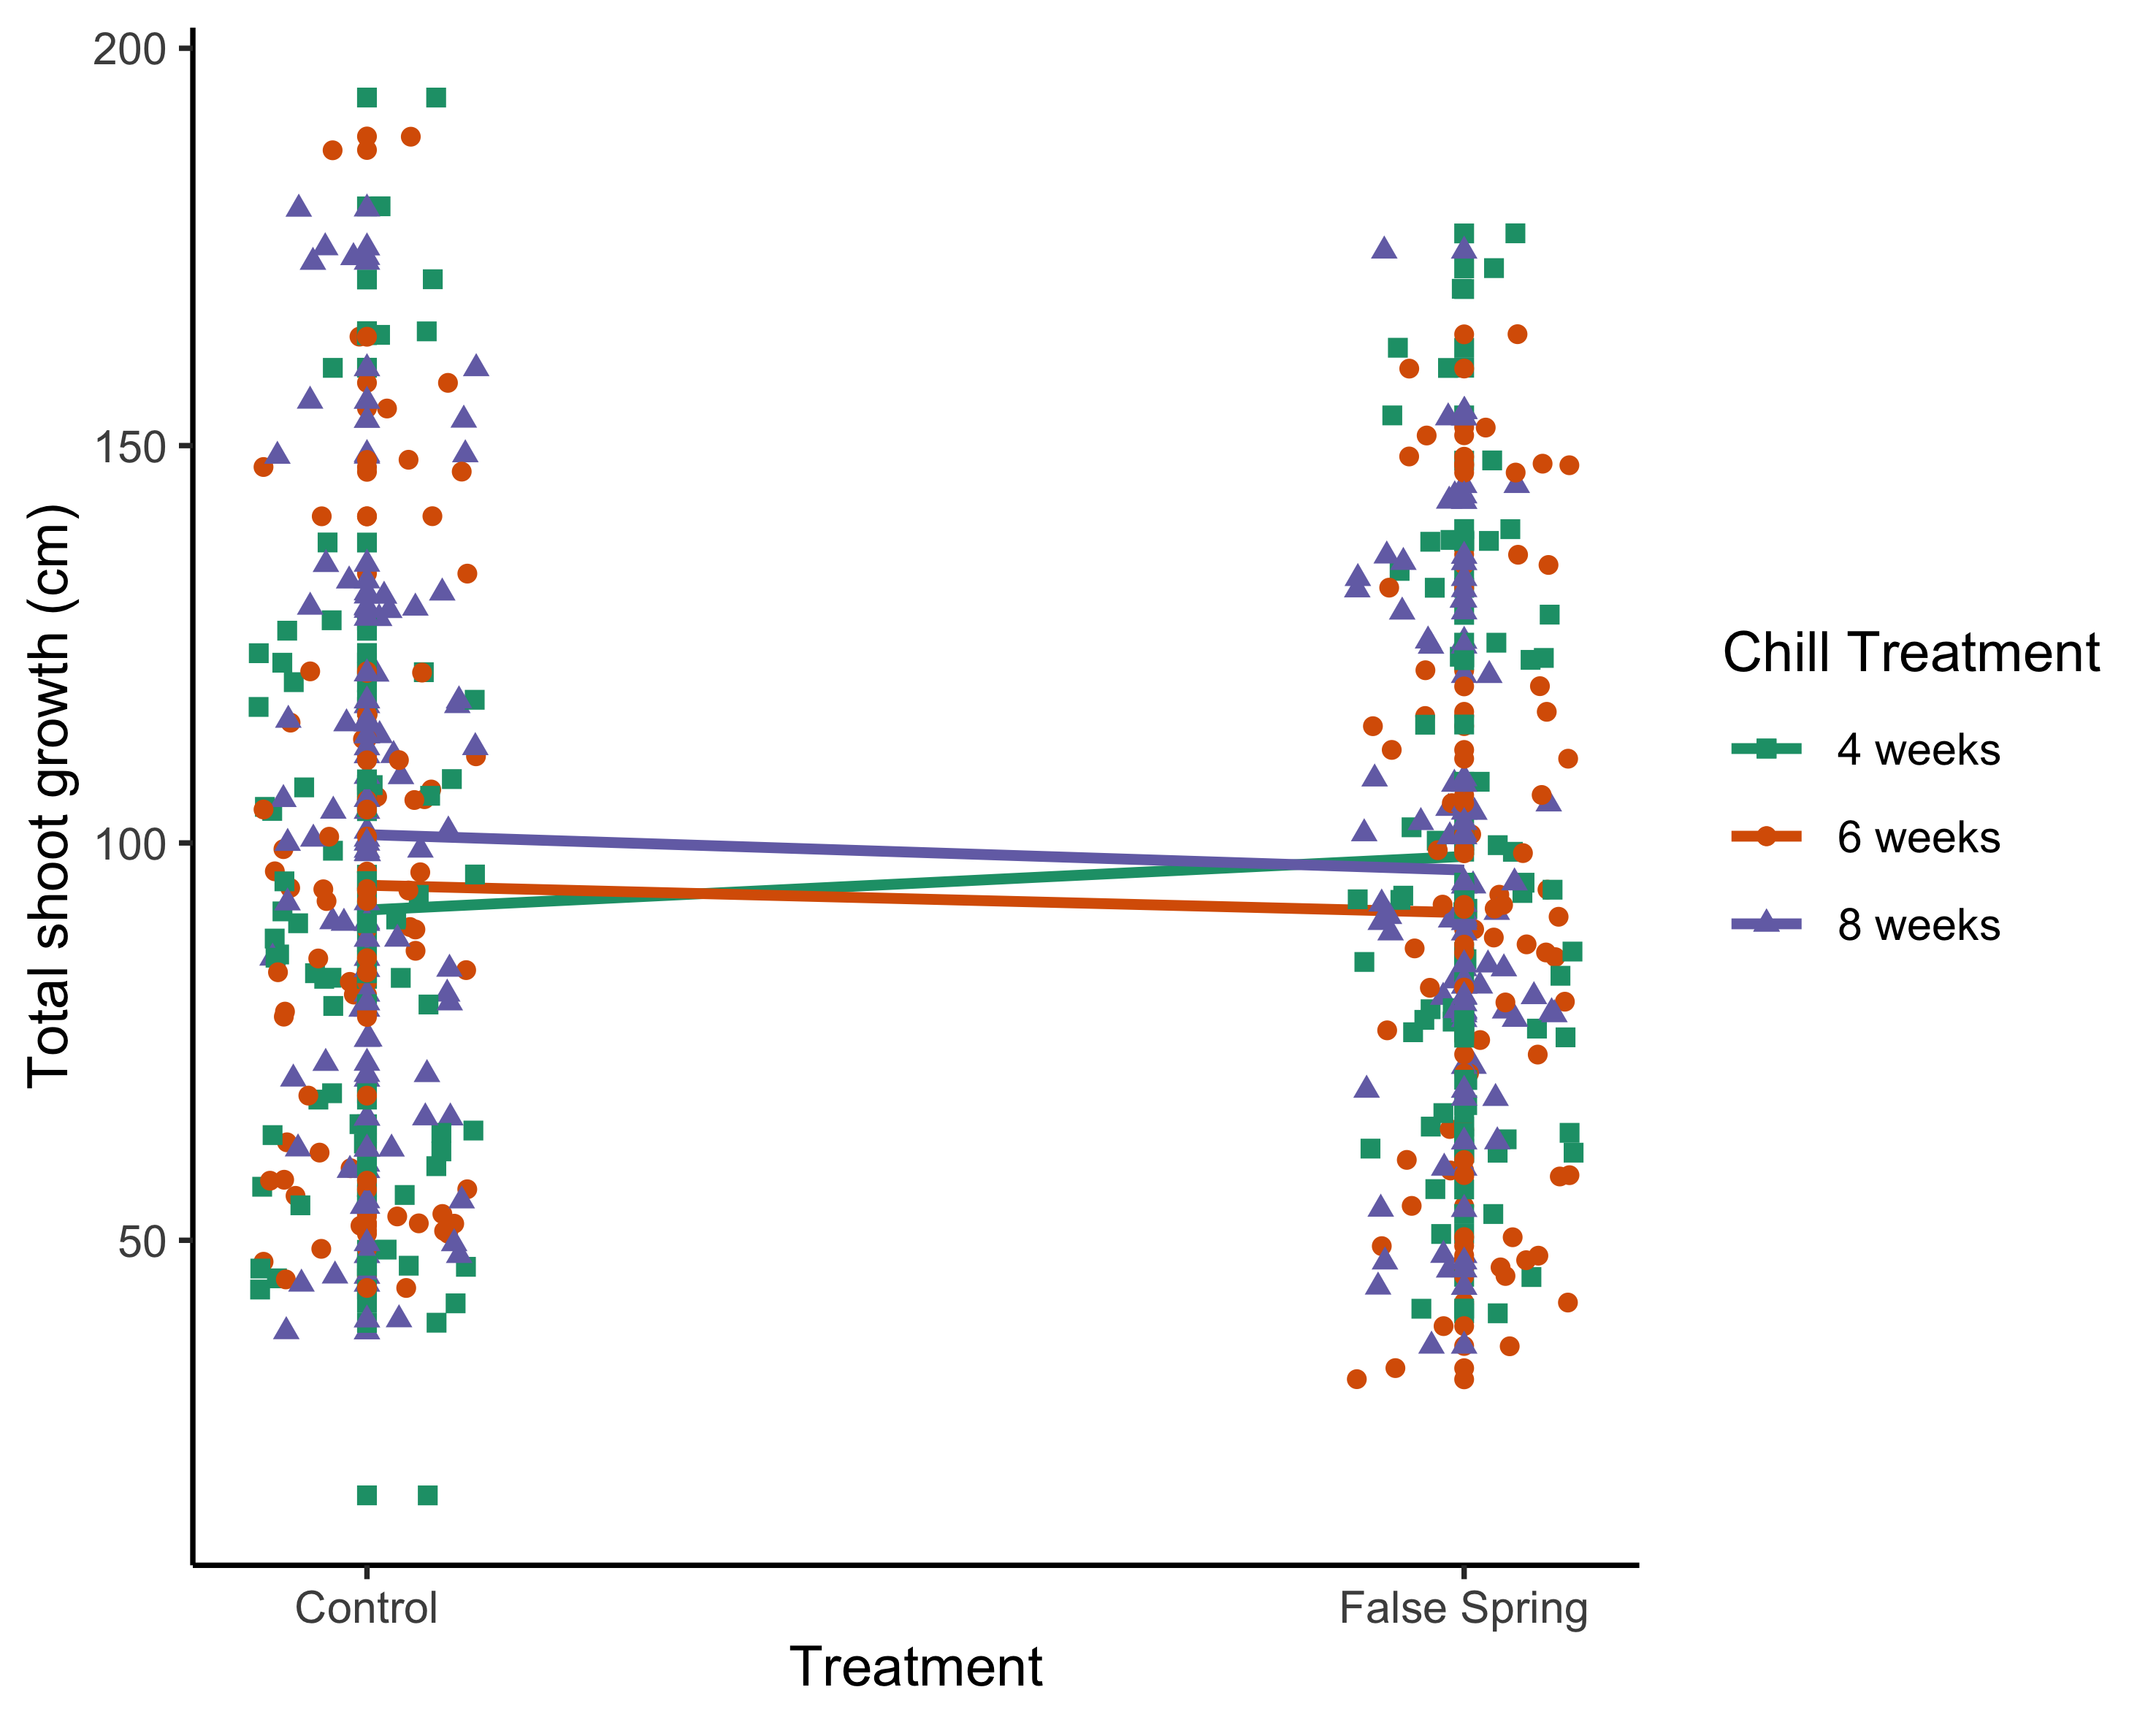 200
150
100
50
Total shoot growth (cm)
Control
False Spring
Treatment
Chill Treatment
4 weeks
6 weeks
8 weeks